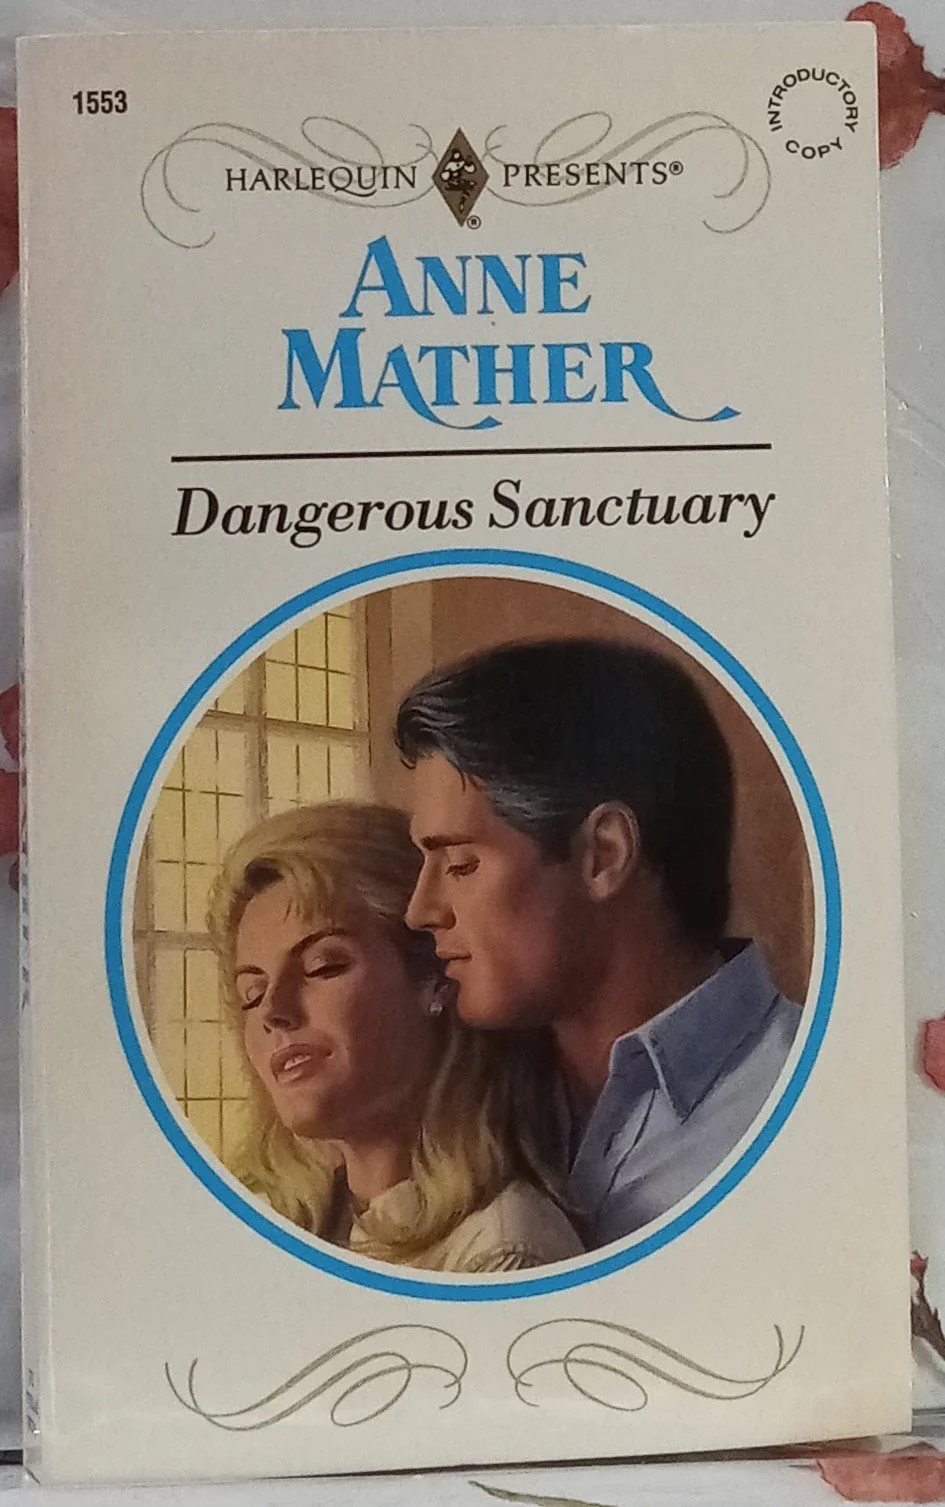 1553
INTRODUCTORY
COPY
HARLEQUIN PRESENTS®
®
ANNE
MATHER
Dangerous Sanctuary